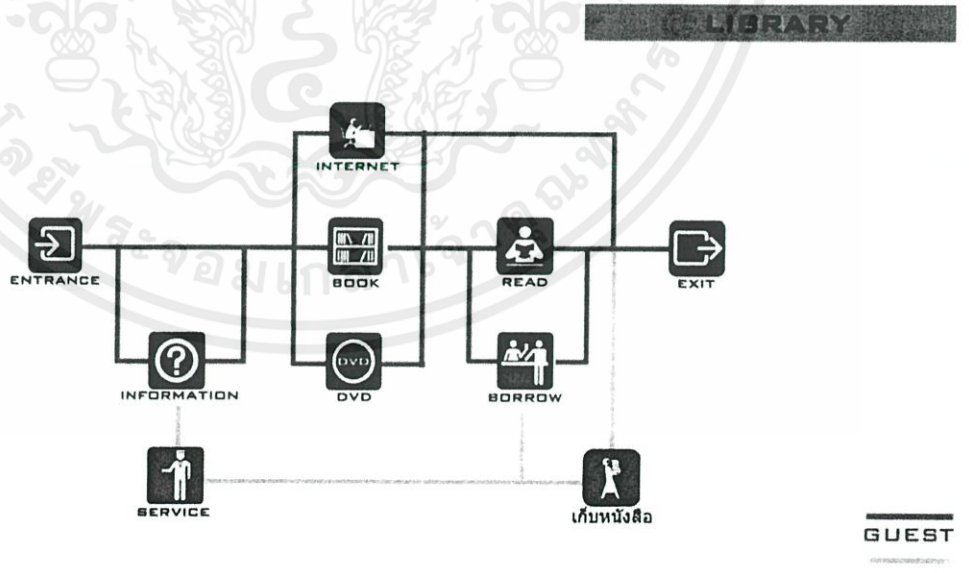 LIBRARY
INTERNET
ENTRANCE
BOOK
READ
EXIT
INFORMATION
DVD
DVD
BORROW
SERVICE
เก็บหนังสือ
GUEST